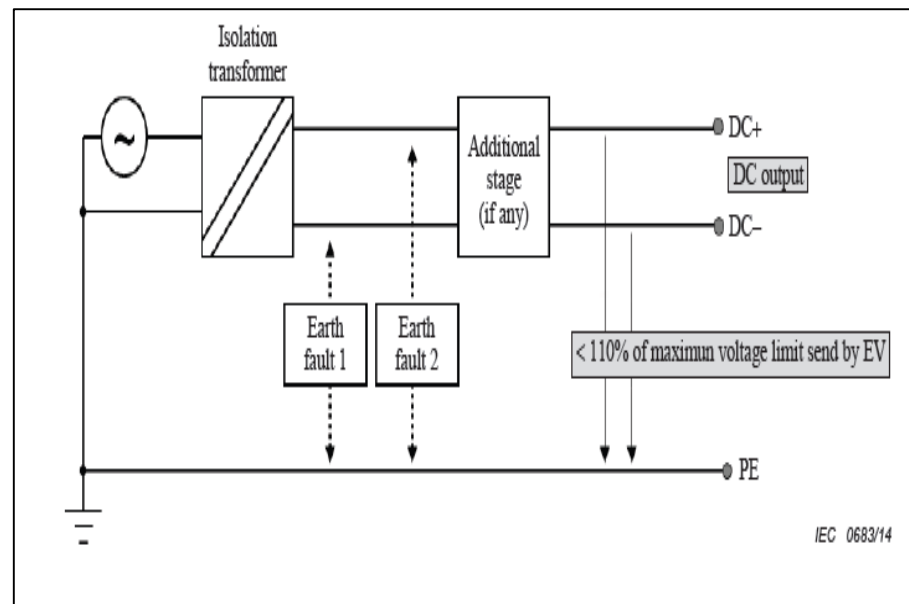 Isolation
transformer
~
Additional
stage
(if any)
DC+
DC output
DC–
Earth
fault 1
Earth
fault 2
< 110% of maximun voltage limit send by EV
PE
IEC 0683/14